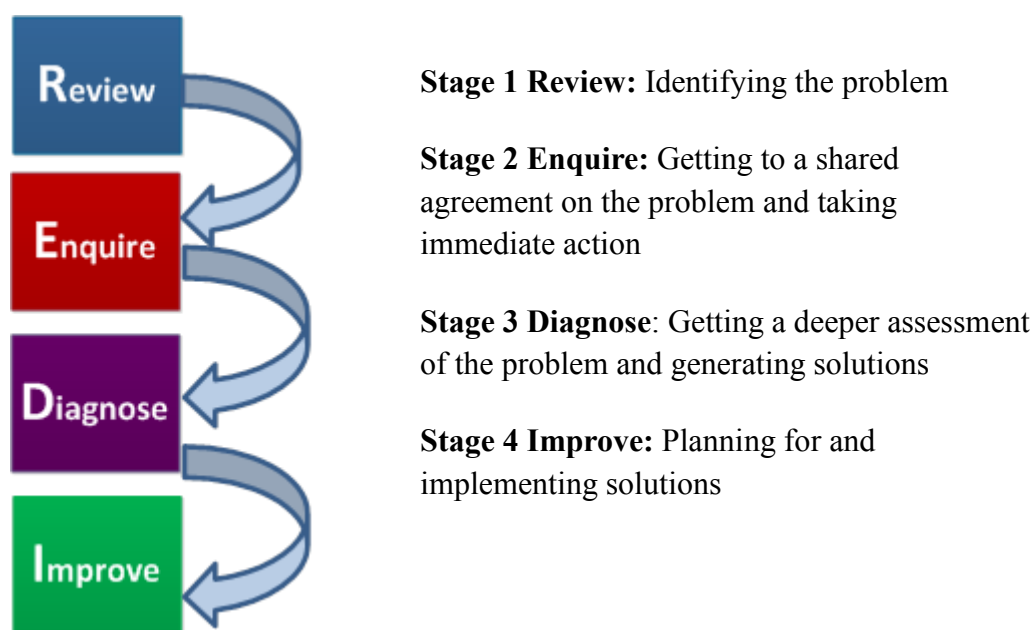 Review
Stage 1 Review: Identifying the problem
Enquire
Stage 2 Enquire: Getting to a shared
agreement on the problem and taking
immediate action
Diagnose
Stage 3 Diagnose: Getting a deeper assessment
of the problem and generating solutions
Improve
Stage 4 Improve: Planning for and
implementing solutions